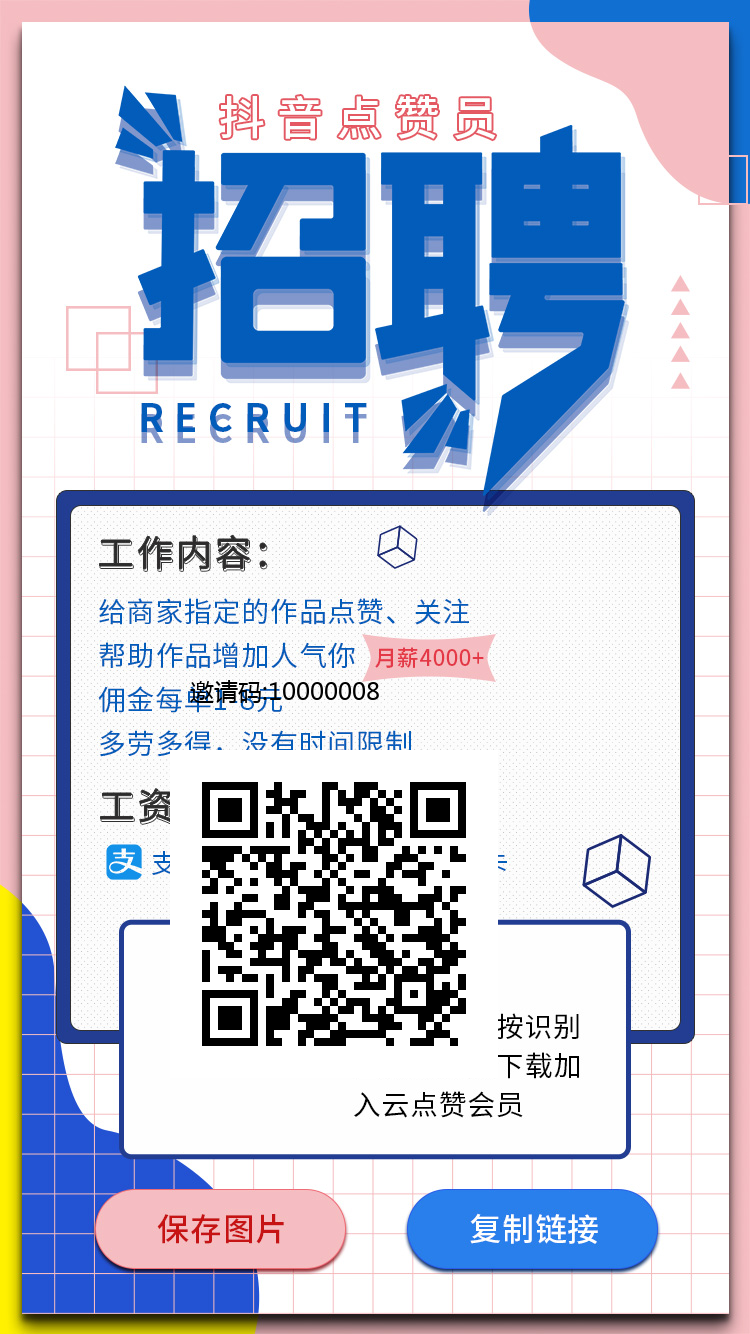 抖音点赞员
招聘
RECRUIT
工作内容：
给商家指定的作品点赞、关注
帮助作品增加人气你
月薪4000+
邀请码:10000008
佣金每单1-8元
多劳多得，没有时间限制
工资
支
卡
按识别
下载加
入云点赞会员
保存图片
复制链接